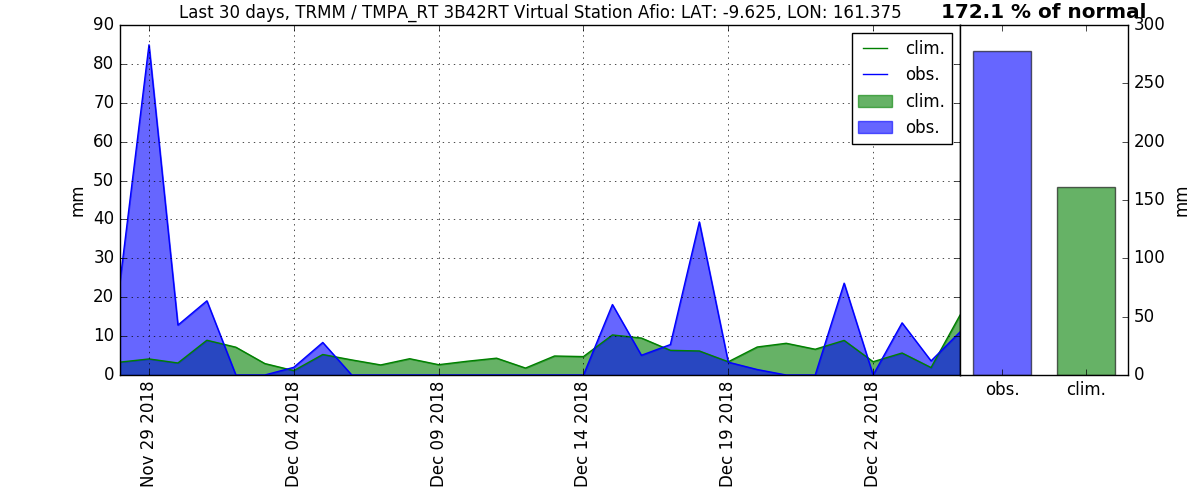 Last 30 days, TRMM / TMPA_RT 3B42RT Virtual Station Afio: LAT: -9.625, LON: 161.375
172.1 % of normal
90
80
70
60
50
40
30
20
10
0
mm
clim.
obs.
clim.
obs.
Nov 29 2018
Dec 04 2018
Dec 09 2018
Dec 14 2018
Dec 19 2018
Dec 24 2018
300
250
200
150
100
50
0
mm
obs.
clim.